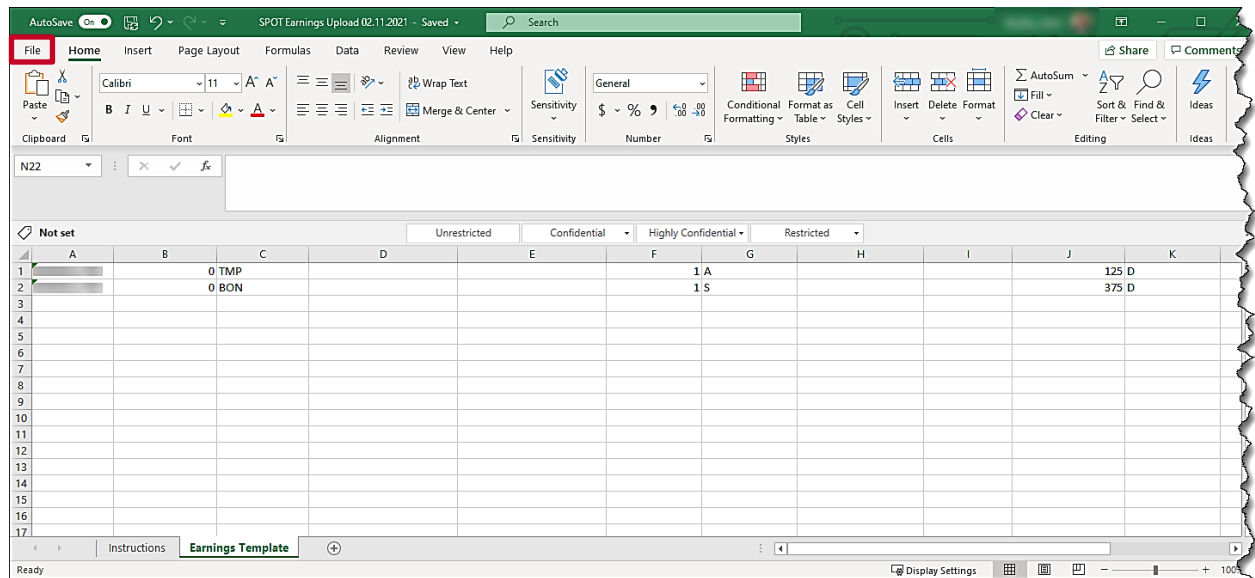 AutoSave On SPOT Earnings Upload 02.11.2021 - Saved Search
File Home Insert Page Layout Formulas Data Review View Help Share Comments
Calibri 11 A A Wrap Text General AutoSum
Paste B I U A Merge & Center Sensitivity $ % 9 .00 Conditional Formatting Format as Table Cell Styles Insert Delete Format Fill Clear Sort & Filter Find & Select Ideas
Clipboard Font Alignment Sensitivity Number Styles Cells Editing Ideas
N22 fx
Not set Unrestricted Confidential Highly Confidential Restricted
A B C D E F G H I J K
1 0 TMP 1 A 125 D
2 0 BON 1 S 375 D
3
4
5
6
7
8
9
10
11
12
13
14
15
16
17
Instructions Earnings Template
Ready Display Settings 100